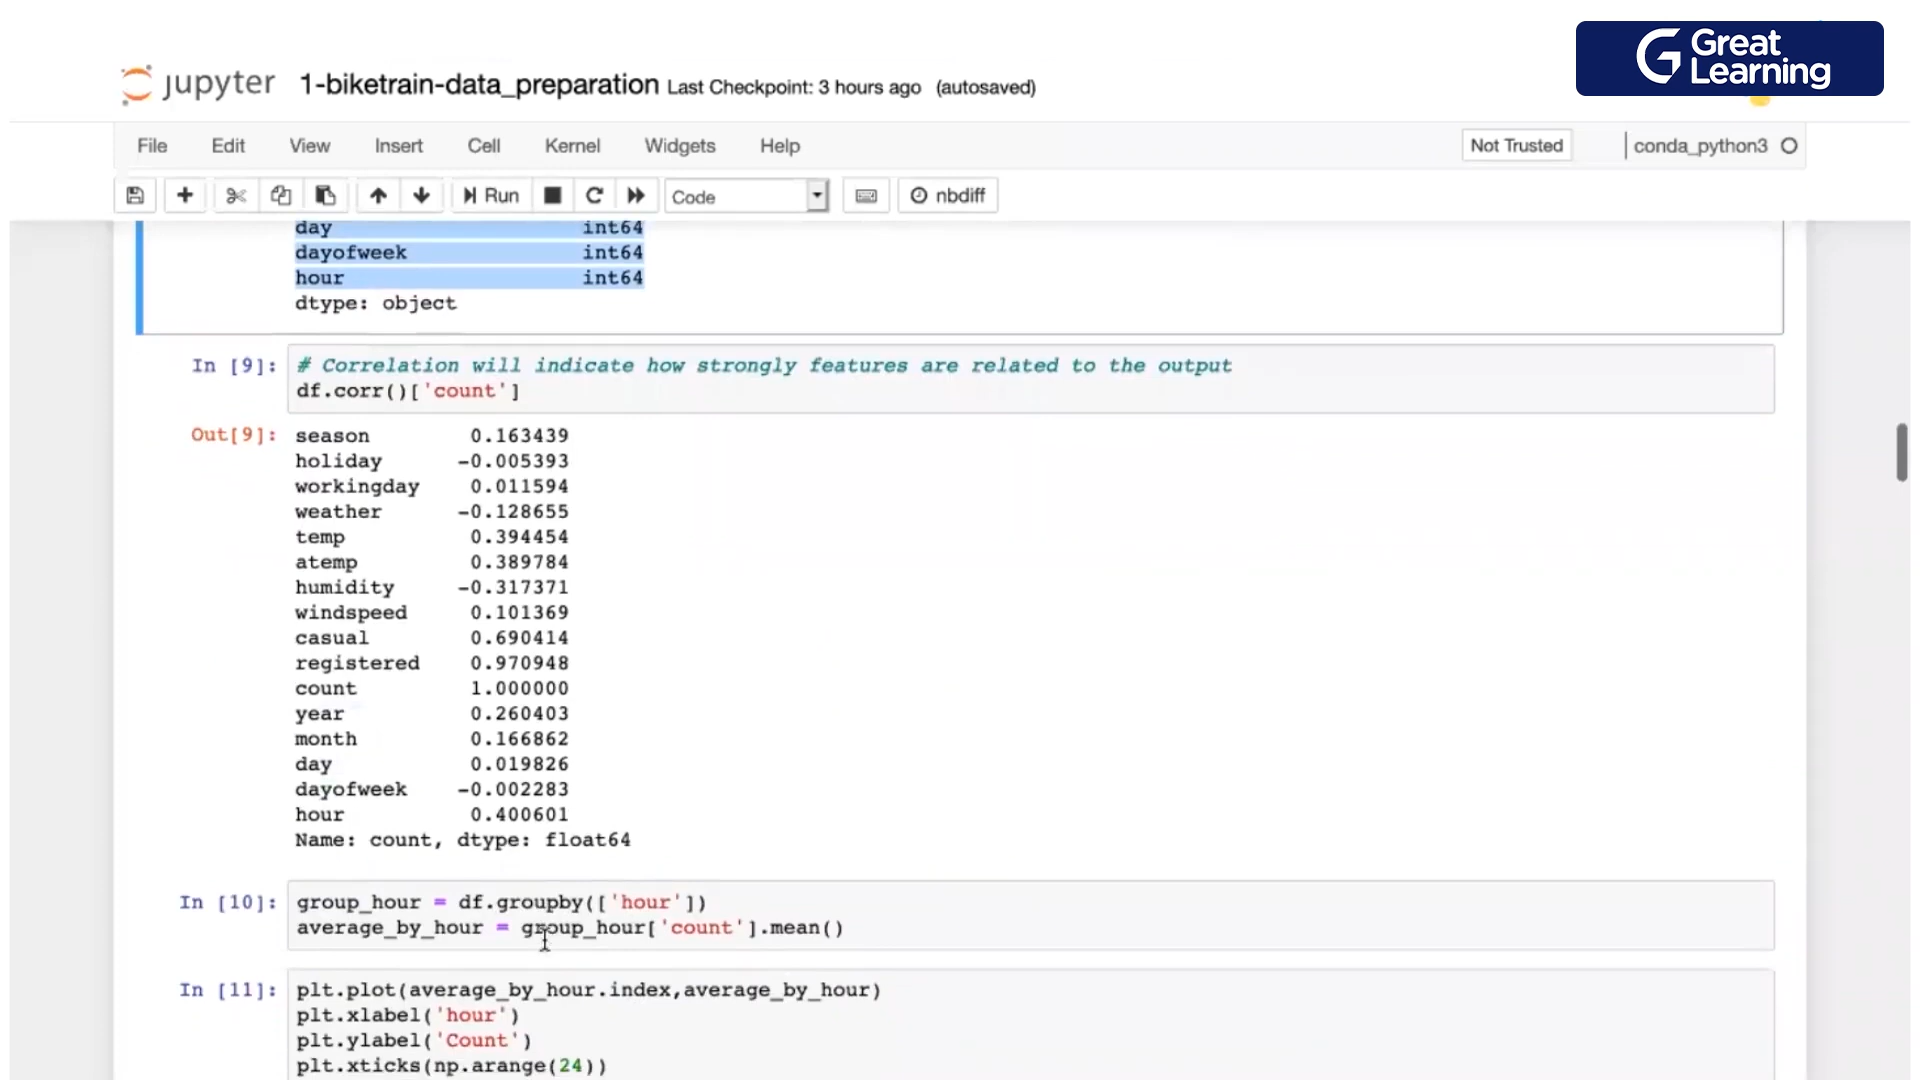 Great
Learning
jupyter 1-biketrain-data_preparation Last Checkpoint: 3 hours ago (autosaved)
File Edit View Insert Cell Kernel Widgets Help Not Trusted conda_python3
Run Code nbdiff
day int64
dayofweek int64
hour int64
dtype: object
In [9]: # Correlation will indicate how strongly features are related to the output
df.corr()['count']
Out[9]: season 0.163439
holiday -0.005393
workingday 0.011594
weather -0.128655
temp 0.394454
atemp 0.389784
humidity -0.317371
windspeed 0.101369
casual 0.690414
registered 0.970948
count 1.000000
year 0.260403
month 0.166862
day 0.019826
dayofweek -0.002283
hour 0.400601
Name: count, dtype: float64
In [10]: group_hour = df.groupby(['hour'])
average_by_hour = group_hour['count'].mean()
In [11]: plt.plot(average_by_hour.index,average_by_hour)
plt.xlabel('hour')
plt.ylabel('Count')
plt.xticks(np.arange(24))